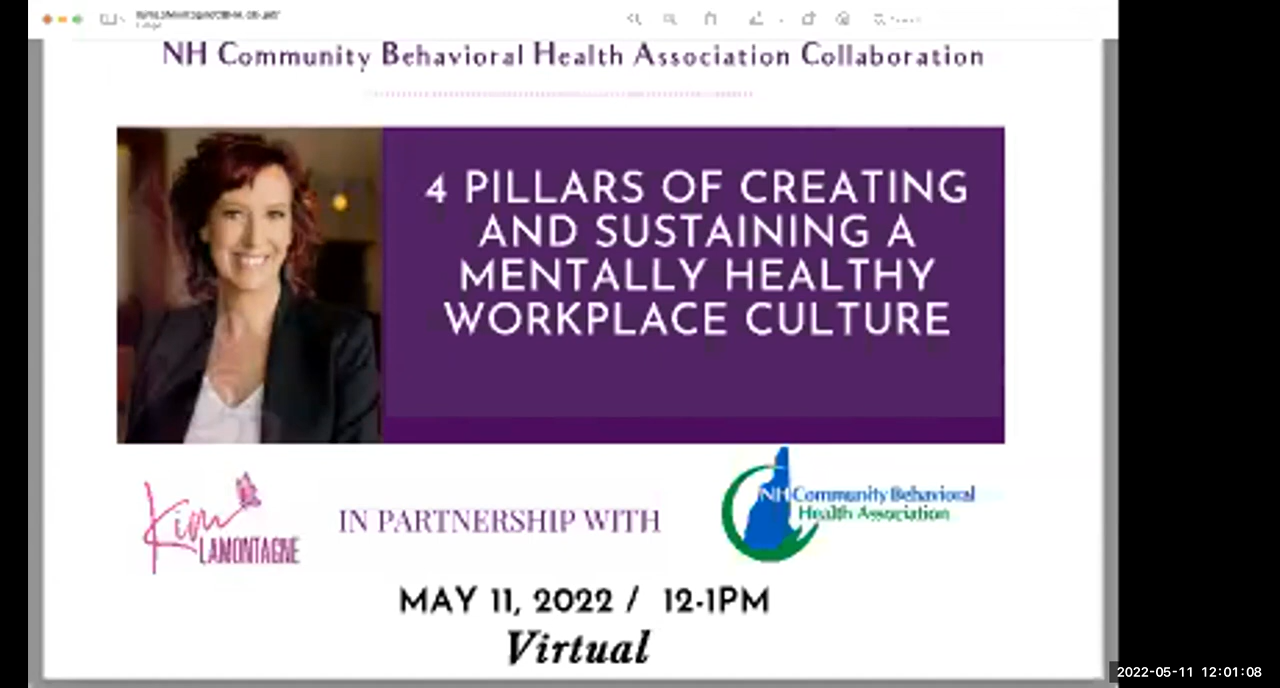 NH Community Behavioral Health Association Collaboration
4 PILLARS OF CREATING
AND SUSTAINING A
MENTALLY HEALTHY
WORKPLACE CULTURE
Kim
LAMONTAGNE
IN PARTNERSHIP WITH
NH Community Behavioral
Health Association
MAY 11, 2022 / 12-1PM
Virtual
2022-05-11 12:01:08